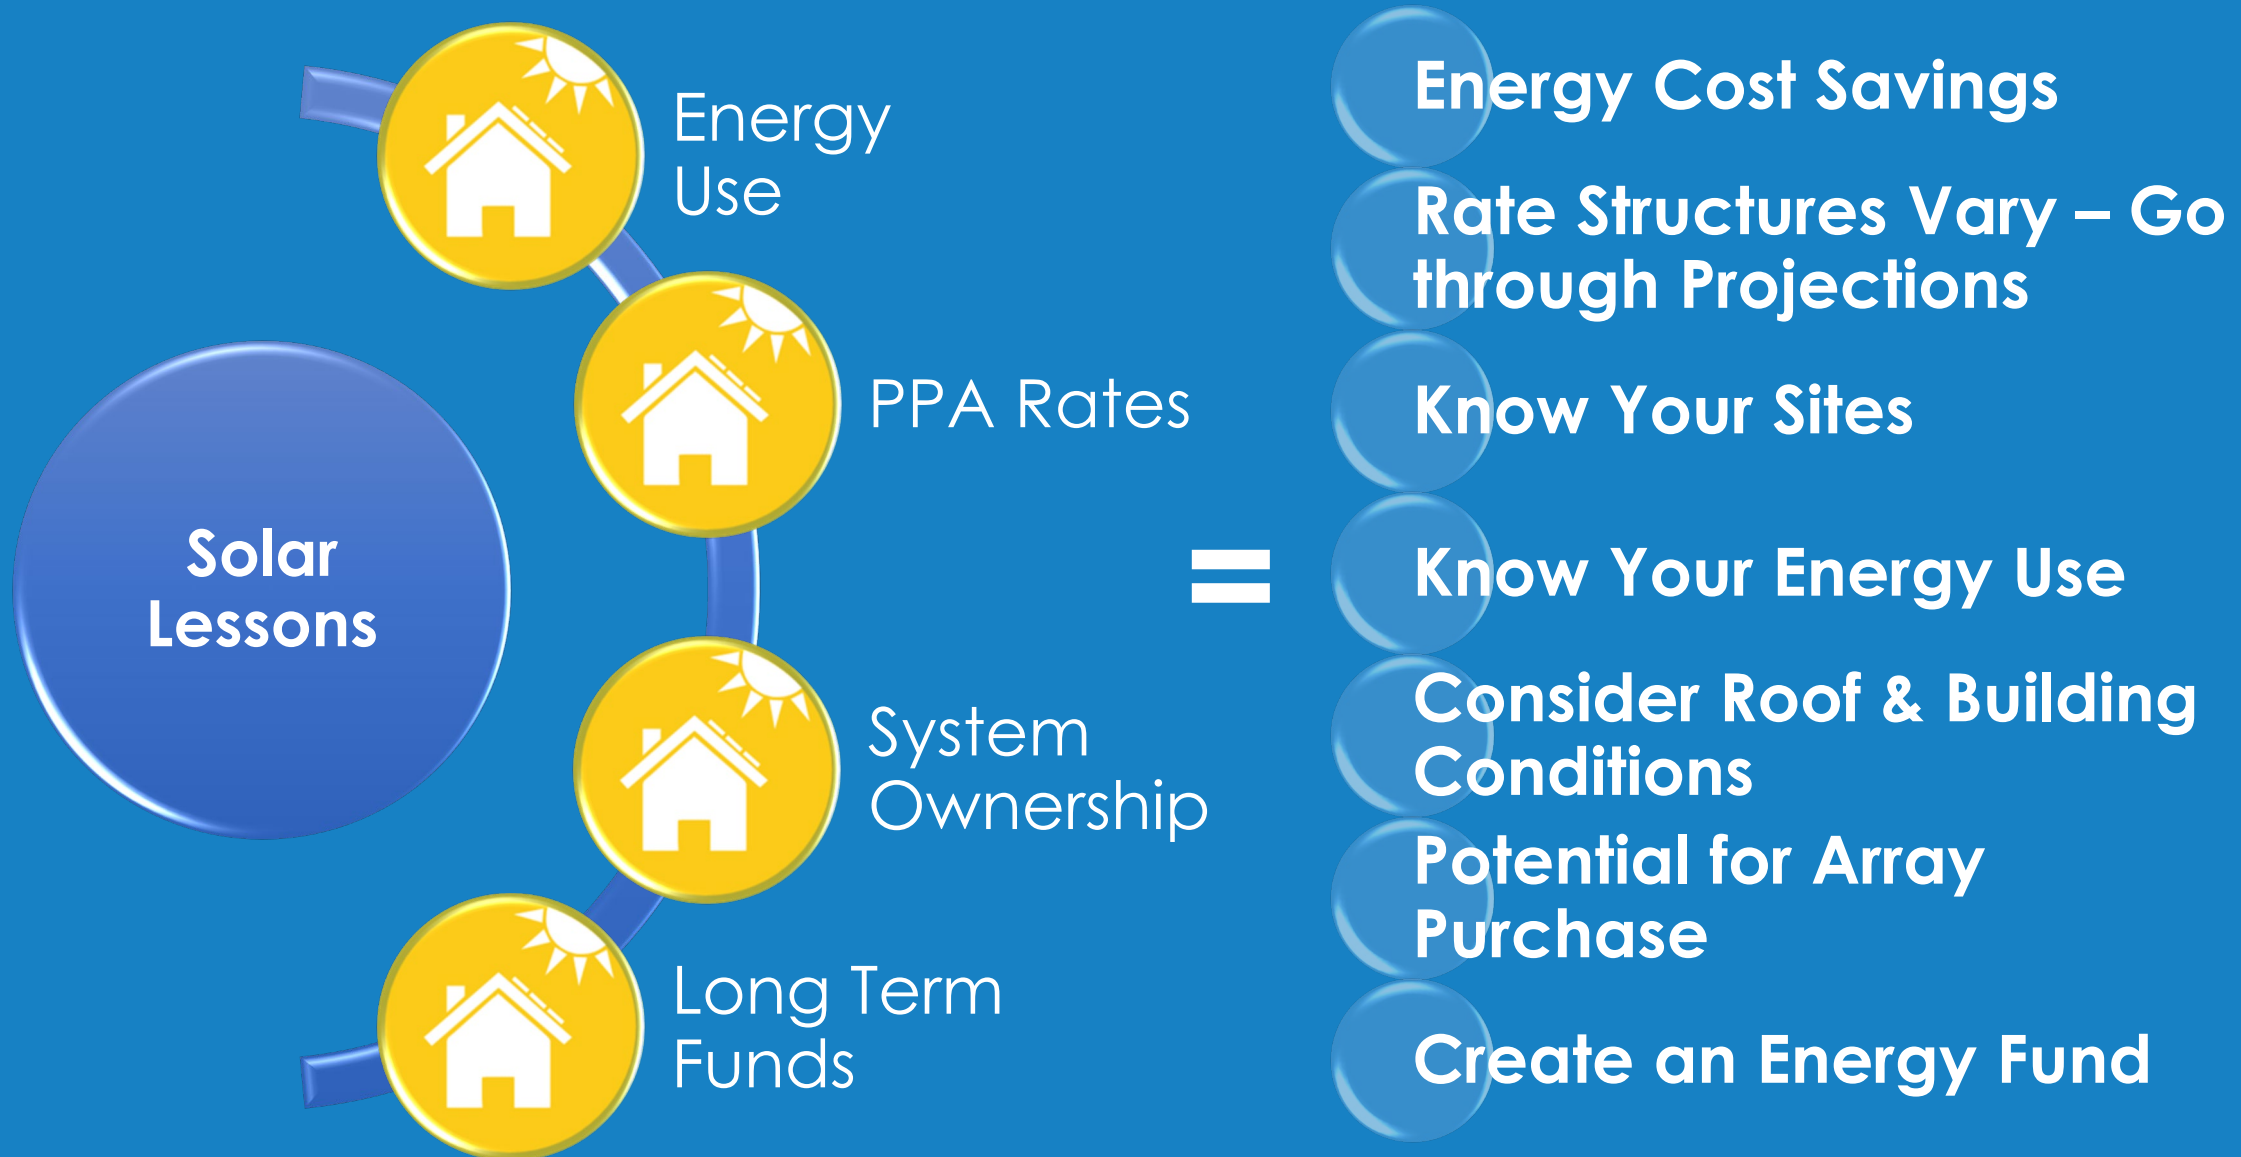 Solar
Lessons
Energy
Use
PPA Rates
System
Ownership
Long Term
Funds
=
Energy Cost Savings
Rate Structures Vary – Go
through Projections
Know Your Sites
Know Your Energy Use
Consider Roof & Building
Conditions
Potential for Array
Purchase
Create an Energy Fund